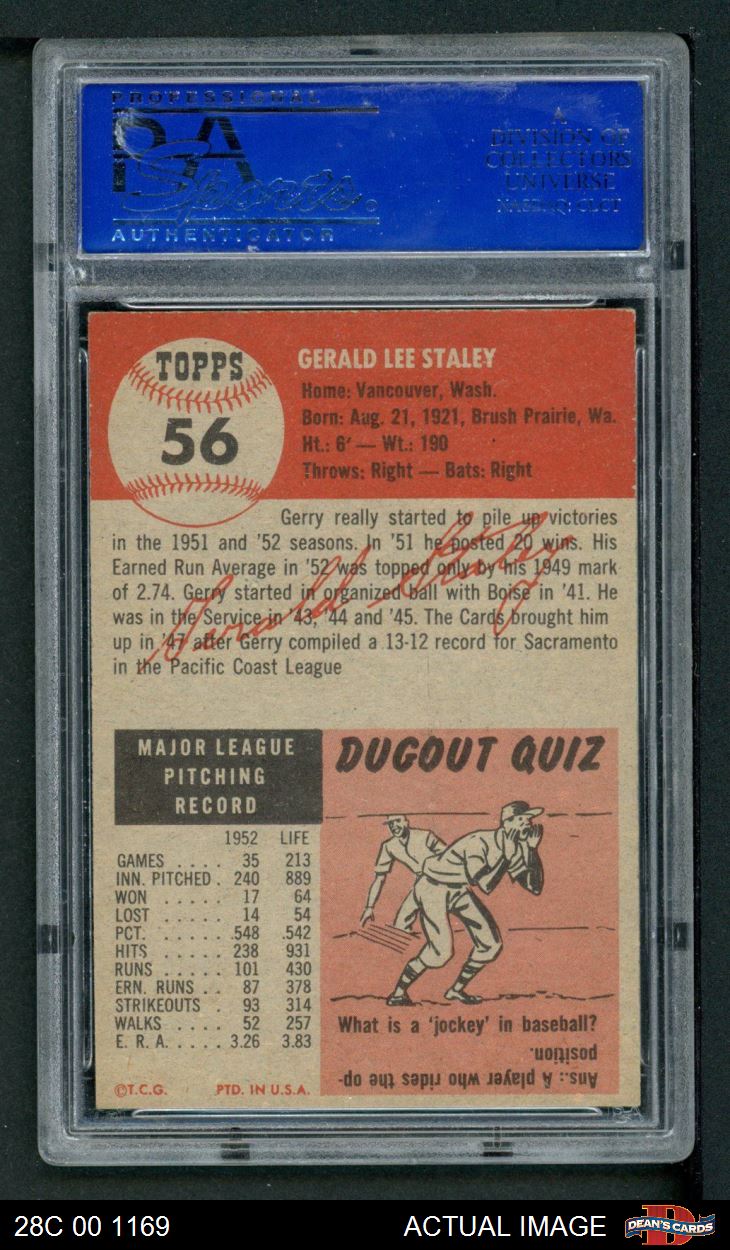 PROFESSIONAL
PSA
Sports
AUTHENTICATOR
A
DIVISION OF
COLLECTORS
UNIVERSE
NASDAQ: CLCT
TOPPS
56
GERALD LEE STALEY
Home: Vancouver, Wash.
Born: Aug. 21, 1921, Brush Prairie, Wa.
Ht.: 6' — Wt.: 190
Throws: Right — Bats: Right
Gerry really started to pile up victories
in the 1951 and '52 seasons. In '51 he posted 20 wins. His
Earned Run Average in '52 was topped only by his 1949 mark
of 2.74. Gerry started in organized ball with Boise in '41. He
was in the Service in '43, '44 and '45. The Cards brought him
up in '47 after Gerry compiled a 13-12 record for Sacramento
in the Pacific Coast League
Gerald Staley
MAJOR LEAGUE
PITCHING
RECORD
1952 LIFE
GAMES . . . . 35 213
INN. PITCHED . 240 889
WON . . . . . 17 64
LOST . . . . . 14 54
PCT. . . . . . .548 .542
HITS . . . . . 238 931
RUNS . . . . . 101 430
ERN. RUNS . . 87 378
STRIKEOUTS . 93 314
WALKS . . . . 52 257
E. R. A. . . . . 3.26 3.83
©T.C.G. PTD. IN U.S.A.
DUGOUT QUIZ
What is a 'jockey' in baseball?
Ans.: A player who rides the op-
position.
28C 00 1169 ACTUAL IMAGE
D
DEAN'S CARDS